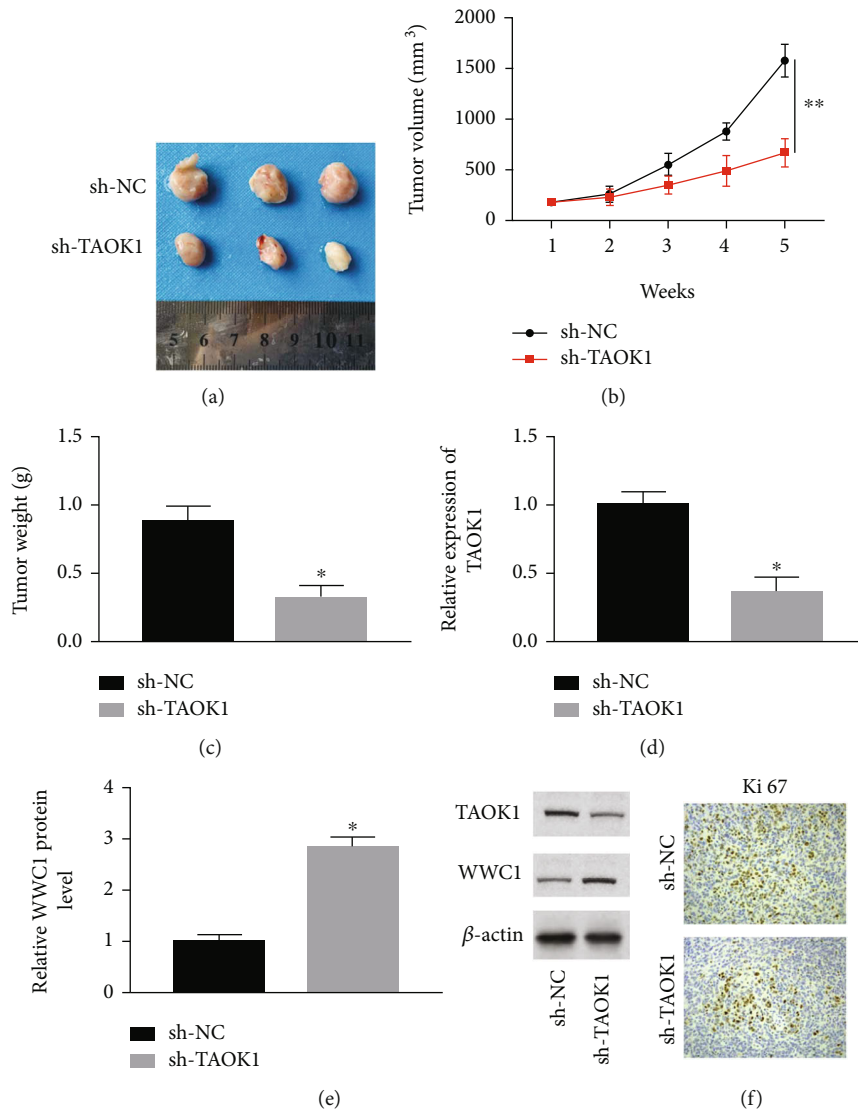 sh-NC
sh-TAOK1
5 6 7 8 9 10 11
(a)
Tumor volume (mm³)
2000
1500
1000
500
0
1 2 3 4 5
**
Weeks
sh-NC
sh-TAOK1
(b)
Tumor weight (g)
1.5
1.0
0.5
0.0
*
sh-NC
sh-TAOK1
(c)
Relative expression of
TAOK1
1.5
1.0
0.5
0.0
*
sh-NC
sh-TAOK1
(d)
Relative WWC1 protein
level
4
3
2
1
0
*
sh-NC
sh-TAOK1
(e)
TAOK1
WWC1
β-actin
sh-NC
sh-TAOK1
Ki 67
sh-NC
sh-TAOK1
(f)